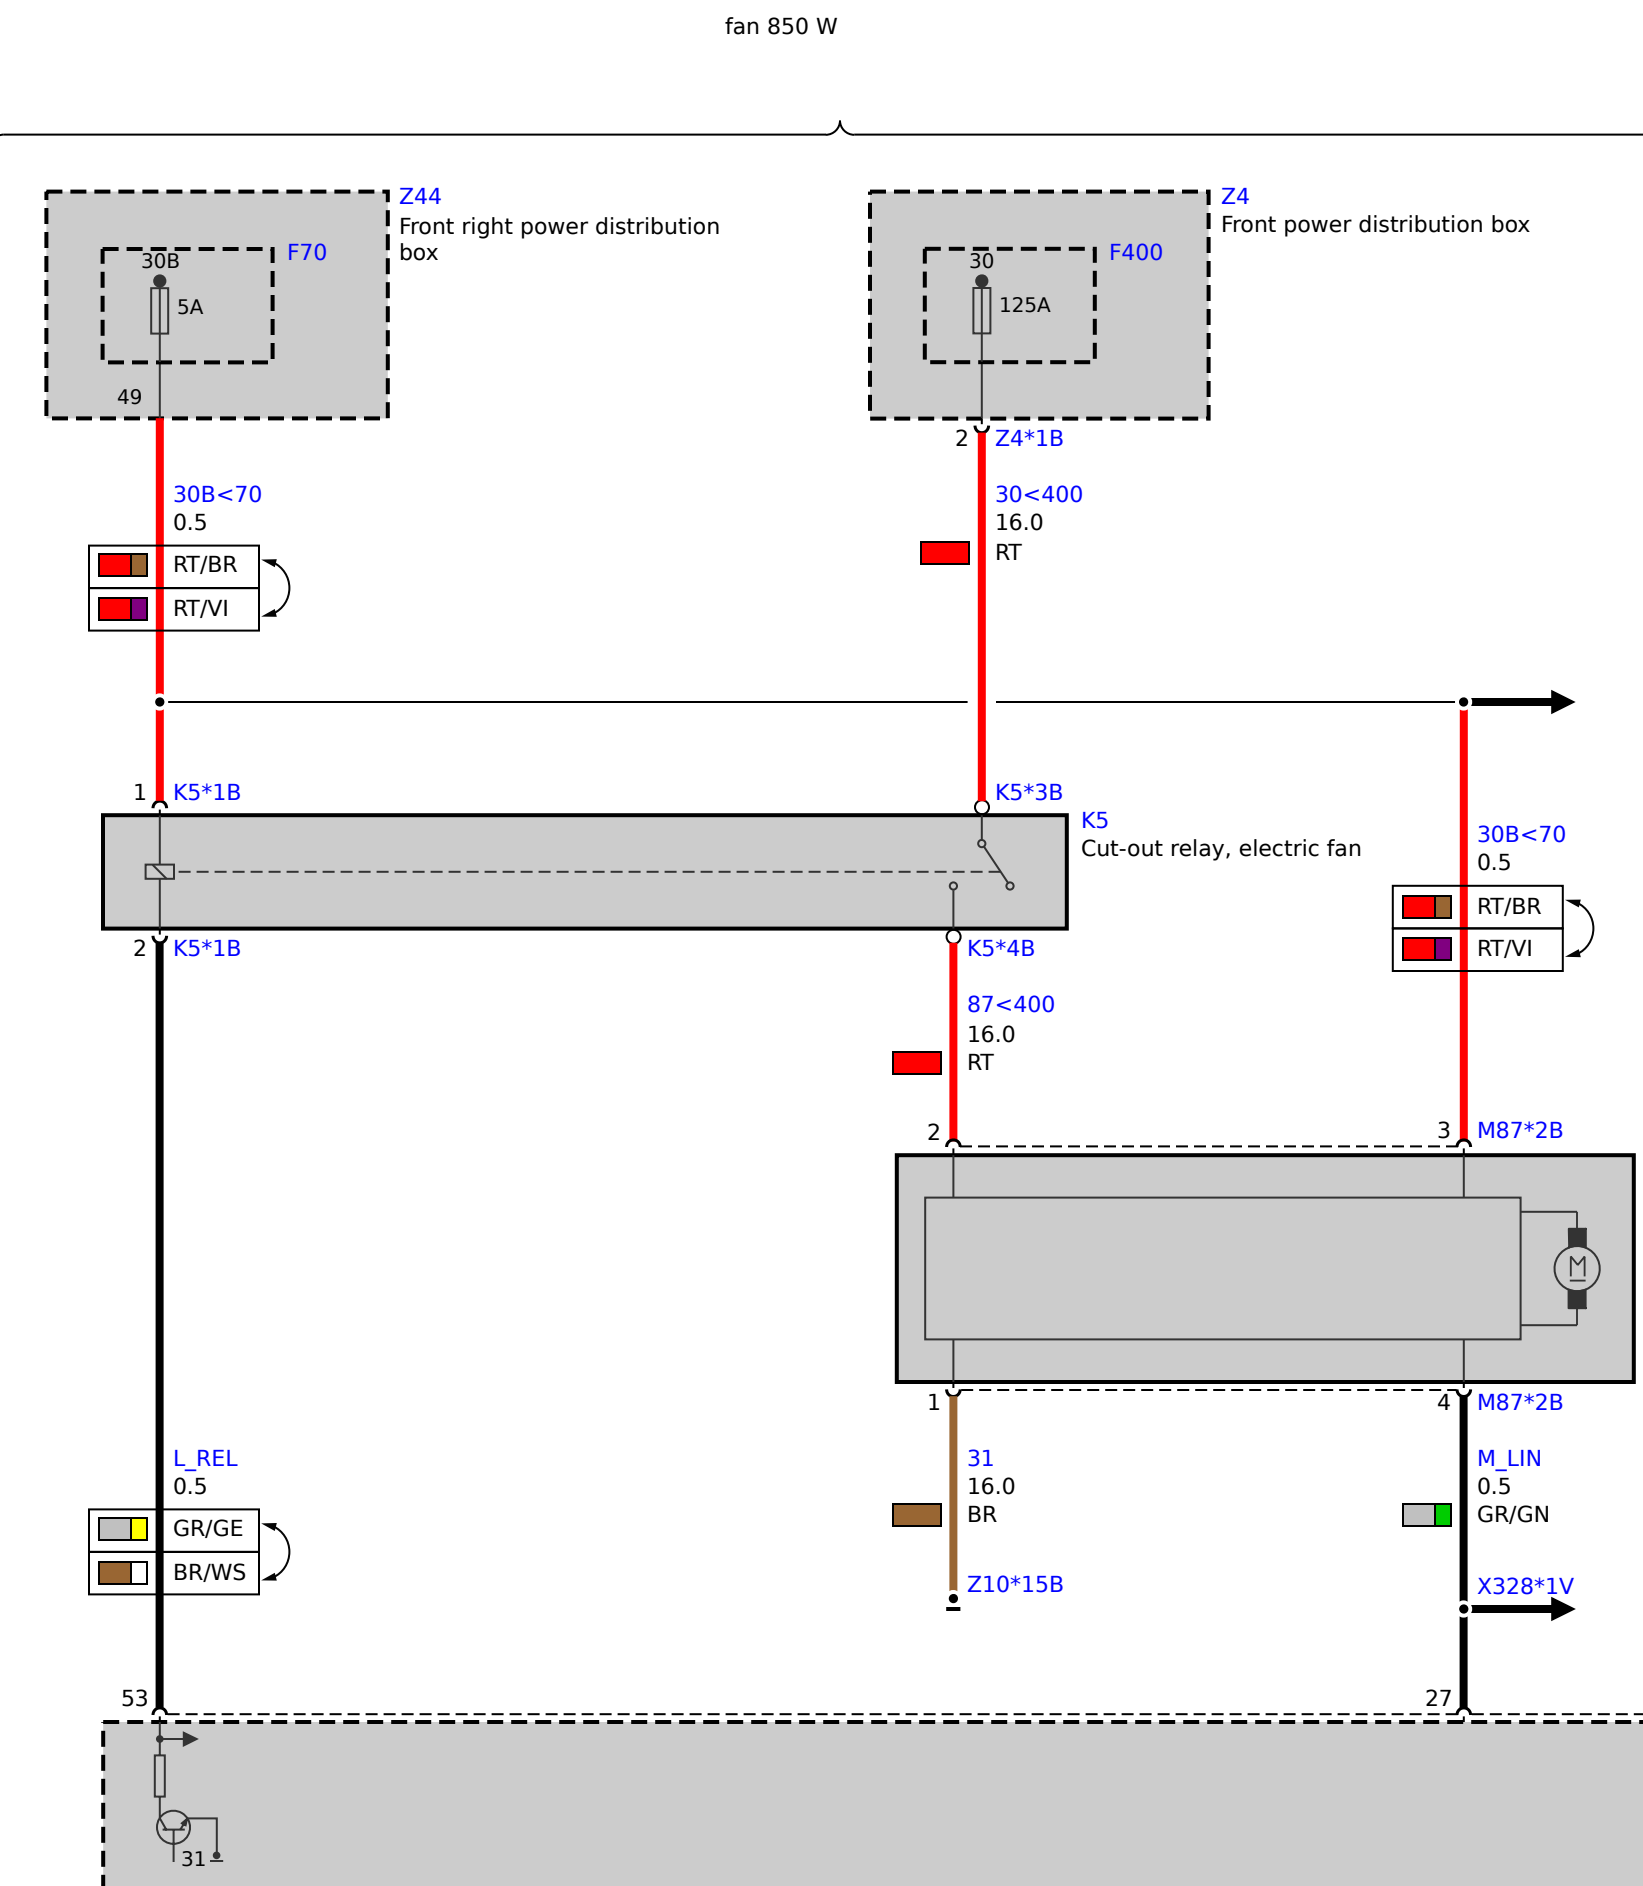 fan 850 W
Z44
Front right power distribution
box
F70
30B
5A
49
Z4
Front power distribution box
F400
30
125A
2 Z4*1B
30B<70
0.5
RT/BR
RT/VI
30<400
16.0
RT
1 K5*1B
K5*3B
K5
Cut-out relay, electric fan
30B<70
0.5
RT/BR
RT/VI
2 K5*1B
K5*4B
87<400
16.0
RT
2
3 M87*2B
M
1
4 M87*2B
L_REL
0.5
GR/GE
BR/WS
31
16.0
BR
Z10*15B
M_LIN
0.5
GR/GN
X328*1V
53
27
31